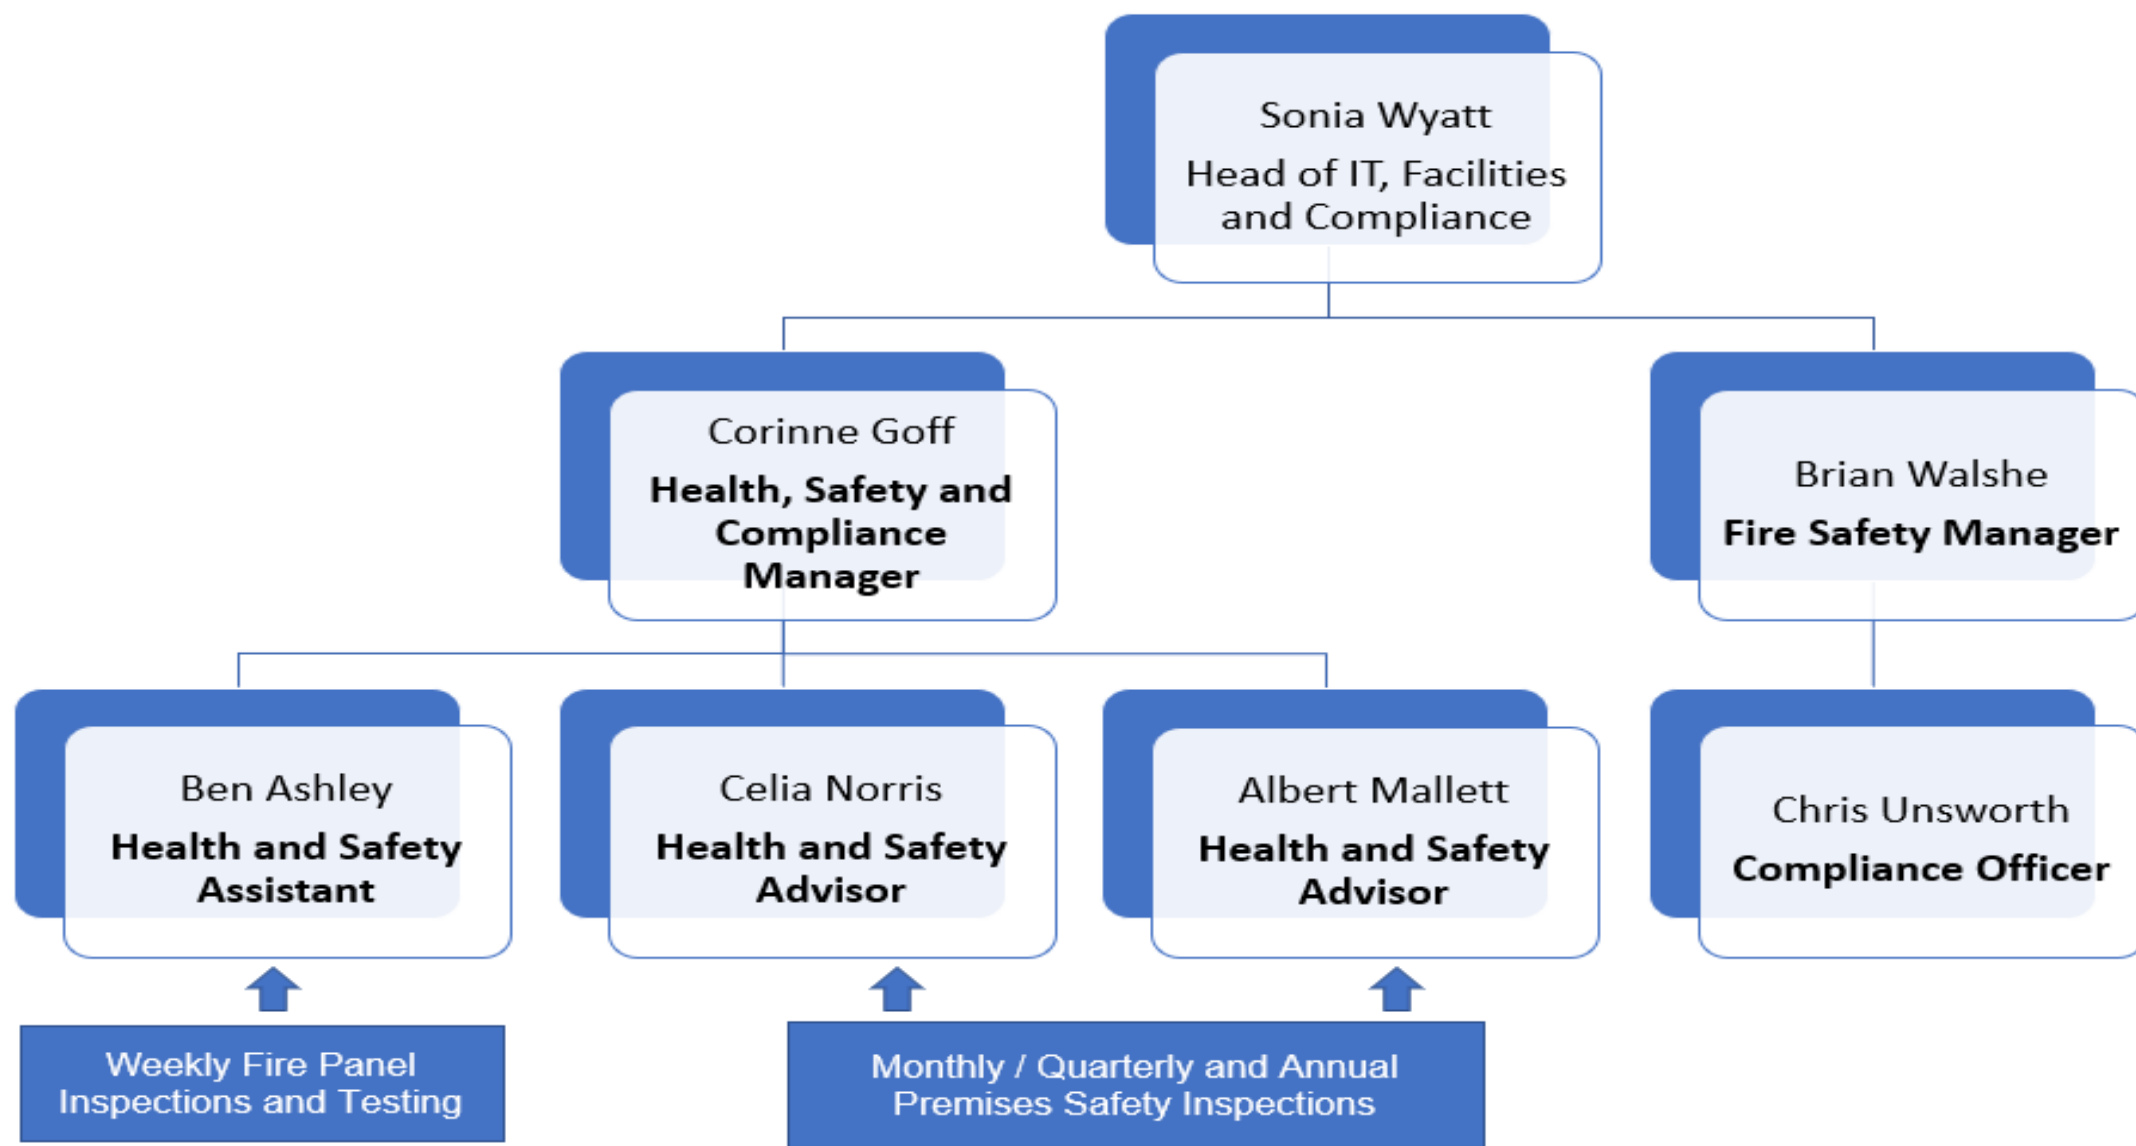 Sonia Wyatt
Head of IT, Facilities
and Compliance
Corinne Goff
Health, Safety and
Compliance
Manager
Brian Walshe
Fire Safety Manager
Ben Ashley
Health and Safety
Assistant
Celia Norris
Health and Safety
Advisor
Albert Mallett
Health and Safety
Advisor
Chris Unsworth
Compliance Officer
Weekly Fire Panel
Inspections and Testing
Monthly / Quarterly and Annual
Premises Safety Inspections